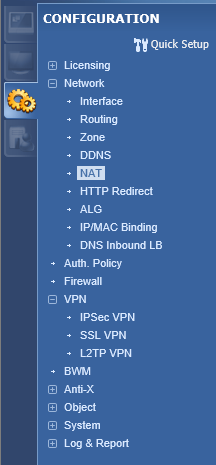 CONFIGURATION
Quick Setup
Licensing
Network
Interface
Routing
Zone
DDNS
NAT
HTTP Redirect
ALG
IP/MAC Binding
DNS Inbound LB
Auth. Policy
Firewall
VPN
IPSec VPN
SSL VPN
L2TP VPN
BWM
Anti-X
Object
System
Log & Report